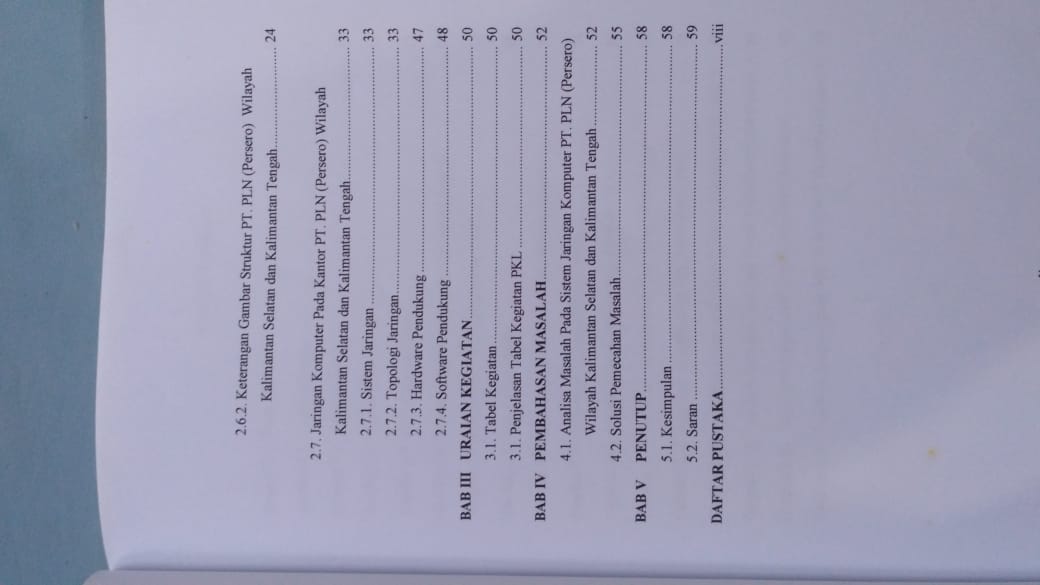 2.6.2. Keterangan Gambar Struktur PT. PLN (Persero) Wilayah
Kalimantan Selatan dan Kalimantan Tengah.................... 24
2.7. Jaringan Komputer Pada Kantor PT. PLN (Persero) Wilayah
Kalimantan Selatan dan Kalimantan Tengah.................... 33
2.7.1. Sistem Jaringan .................... 33
2.7.2. Topologi Jaringan.................... 33
2.7.3. Hardware Pendukung .................... 47
2.7.4. Software Pendukung .................... 48
BAB III URAIAN KEGIATAN.................... 50
3.1. Tabel Kegiatan.................... 50
3.1. Penjelasan Tabel Kegiatan PKL .................... 50
BAB IV PEMBAHASAN MASALAH.................... 52
4.1. Analisa Masalah Pada Sistem Jaringan Komputer PT. PLN (Persero)
Wilayah Kalimantan Selatan dan Kalimantan Tengah.................... 52
4.2. Solusi Pemecahan Masalah.................... 55
BAB V PENUTUP.................... 58
5.1. Kesimpulan .................... 58
5.2. Saran .................... 59
DAFTAR PUSTAKA.................... viii